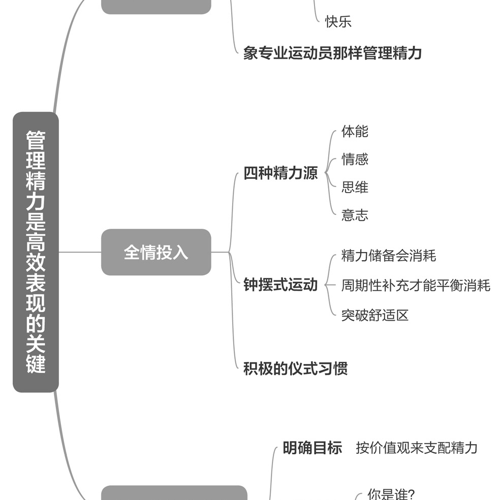 快乐
象专业运动员那样管理精力
管理精力是高效表现的关键
全情投入
四种精力源
体能
情感
思维
意志
钟摆式运动
精力储备会消耗
周期性补充才能平衡消耗
突破舒适区
积极的仪式习惯
明确目标
按价值观来支配精力
你是谁?